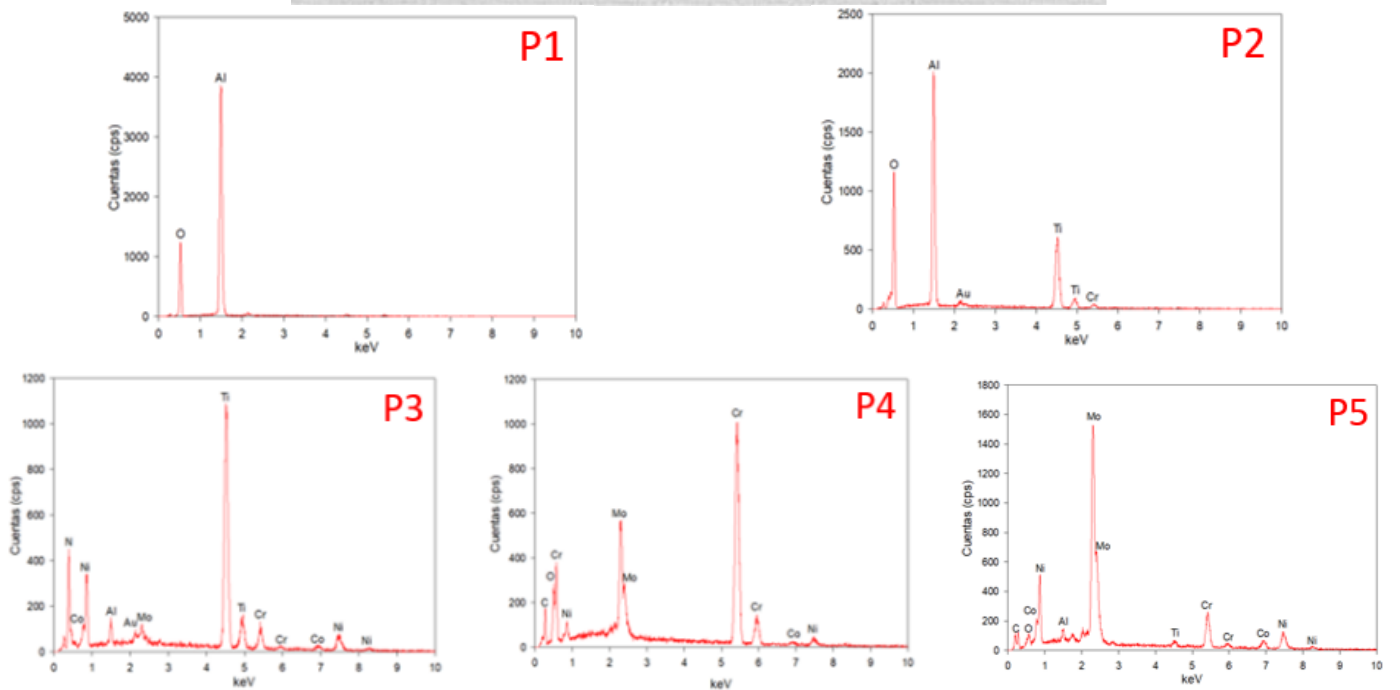 P1
5000
4000
3000
2000
1000
0
Cuentas (cps)
O
Al
0 1 2 3 4 5 6 7 8 9 10
keV
P2
2500
2000
1500
1000
500
0
Cuentas (cps)
O
Al
Au
Ti
Ti
Cr
0 1 2 3 4 5 6 7 8 9 10
keV
P3
1200
1000
800
600
400
200
0
Cuentas (cps)
N
Co
Ni
Al
Au
Mo
Ti
Ti
Cr
Cr
Co
Ni
Ni
0 1 2 3 4 5 6 7 8 9 10
keV
P4
1200
1000
800
600
400
200
0
Cuentas (cps)
C
O
Cr
Ni
Mo
Mo
Cr
Cr
Co
Ni
0 1 2 3 4 5 6 7 8 9 10
keV
P5
1800
1600
1400
1200
1000
800
600
400
200
0
Cuentas (cps)
C
Co
O
Ni
Al
Mo
Mo
Ti
Cr
Cr
Co
Ni
Ni
0 1 2 3 4 5 6 7 8 9 10
keV